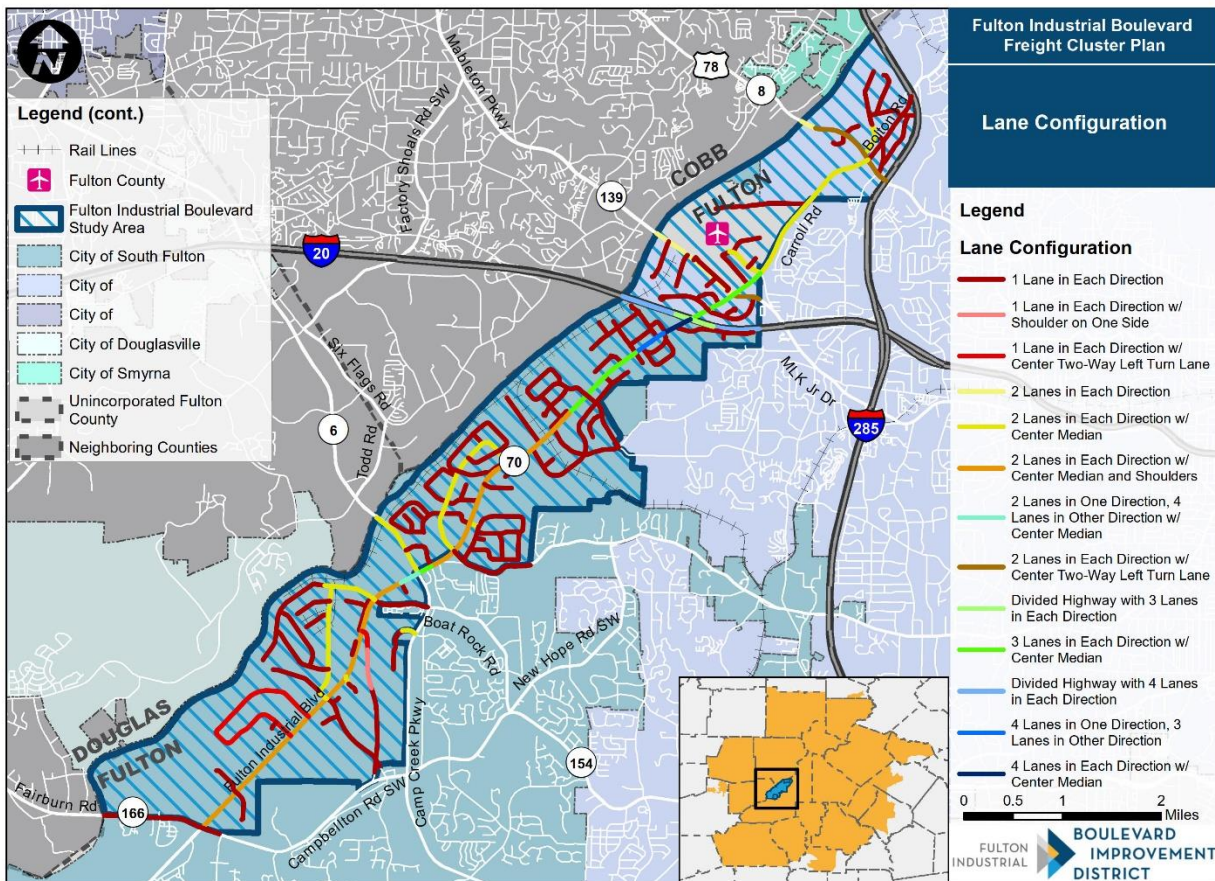 Fulton Industrial Boulevard
Freight Cluster Plan
Lane Configuration
N
Legend (cont.)
Rail Lines
Fulton County
Fulton Industrial Boulevard
Study Area
City of South Fulton
City of
City of
City of Douglasville
City of Smyrna
Unincorporated Fulton
County
Neighboring Counties
Legend
Lane Configuration
1 Lane in Each Direction
1 Lane in Each Direction w/
Shoulder on One Side
1 Lane in Each Direction w/
Center Two-Way Left Turn Lane
2 Lanes in Each Direction
2 Lanes in Each Direction w/
Center Median
2 Lanes in Each Direction w/
Center Median and Shoulders
2 Lanes in One Direction, 4
Lanes in Other Direction w/
Center Median
2 Lanes in Each Direction w/
Center Two-Way Left Turn Lane
Divided Highway with 3 Lanes
in Each Direction
3 Lanes in Each Direction w/
Center Median
Divided Highway with 4 Lanes
in Each Direction
4 Lanes in One Direction, 3
Lanes in Other Direction
4 Lanes in Each Direction w/
Center Median
0 0.5 1 2
Miles
FULTON
INDUSTRIAL
BOULEVARD
IMPROVEMENT
DISTRICT
Mableton Pkwy
78
8
Bolton Rd
Factory Shoals Rd SW
COBB
FULTON
139
20
Carroll Rd
Six Flags Rd
MLK Jr Dr
285
6
Todd Rd
70
Boat Rock Rd
New Hope Rd SW
DOUGLAS
FULTON
Fulton Industrial Blvd
Camp Creek Pkwy
154
Fairburn Rd
166
Campbellton Rd SW